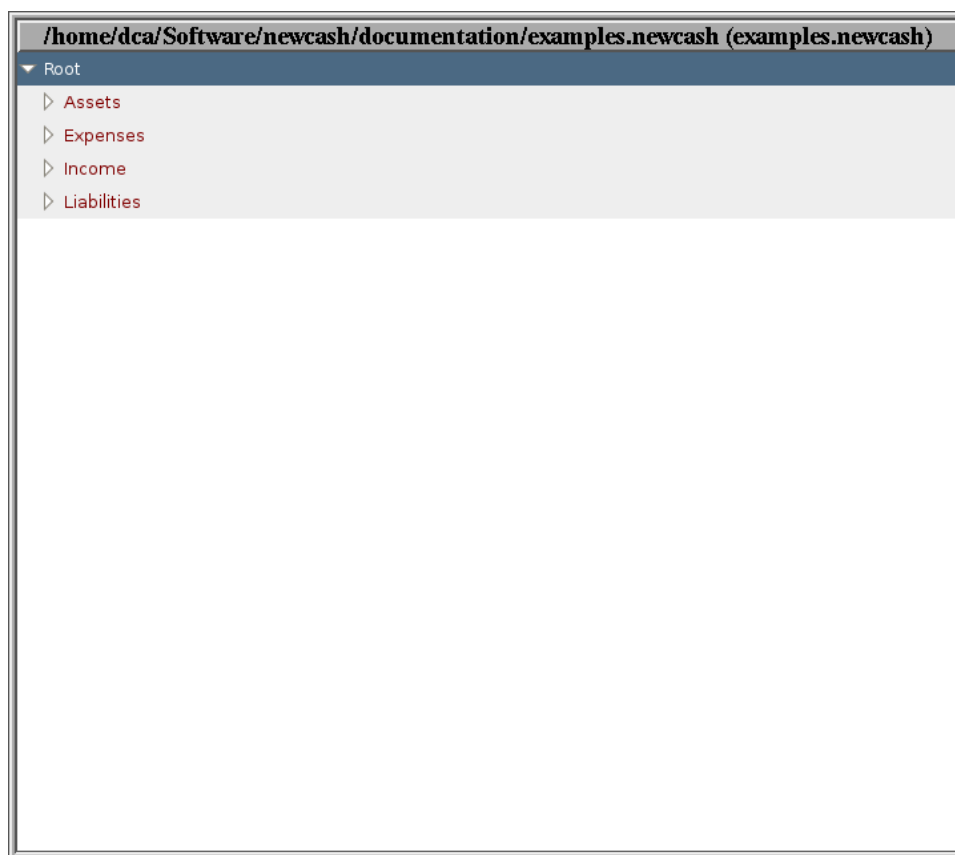 /home/dca/Software/newcash/documentation/examples.newcash (examples.newcash)
Root
Assets
Expenses
Income
Liabilities